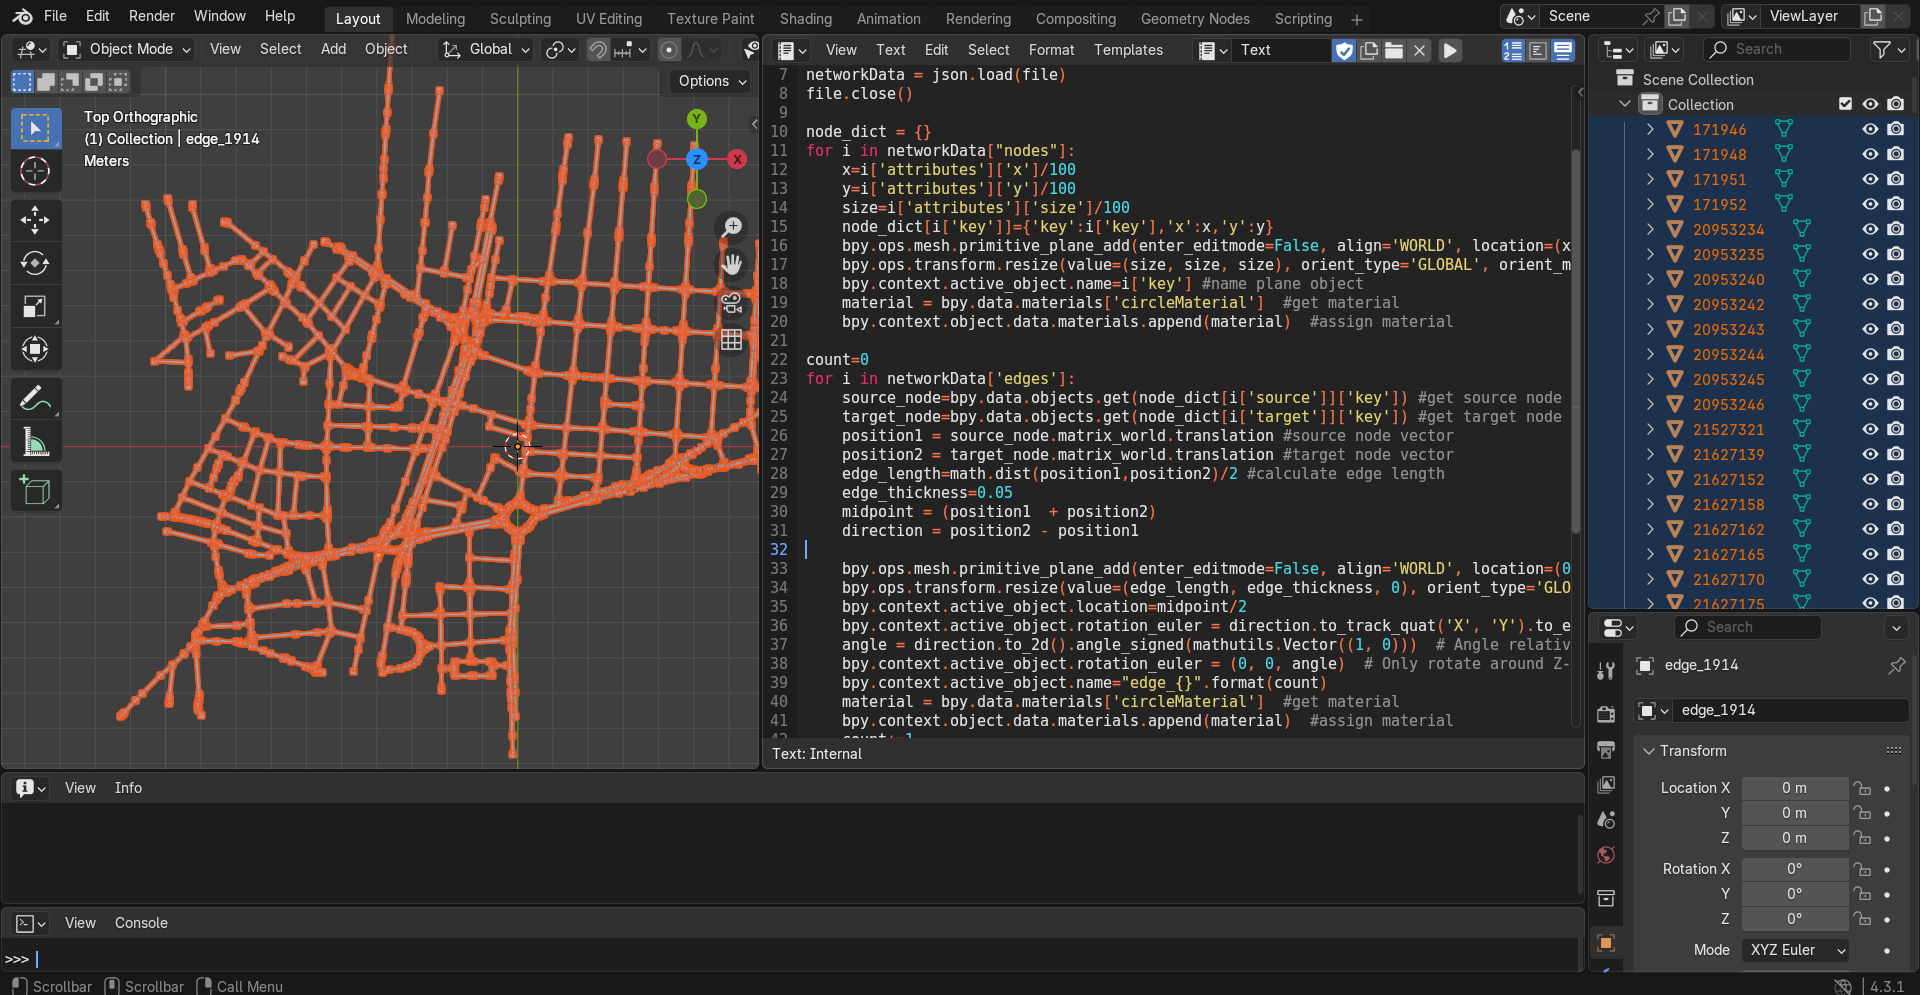 File Edit Render Window Help Layout Modeling Sculpting UV Editing Texture Paint Shading Animation Rendering Compositing Geometry Nodes Scripting + Scene ViewLayer
Object Mode View Select Add Object Global
Options
Top Orthographic
(1) Collection | edge_1914
Meters
Y
Z
X
View Text Edit Select Format Templates Text
7 networkData = json.load(file)
8 file.close()
9
10 node_dict = {}
11 for i in networkData["nodes"]:
12 x=i['attributes']['x']/100
13 y=i['attributes']['y']/100
14 size=i['attributes']['size']/100
15 node_dict[i['key']]={'key':i['key'],'x':x,'y':y}
16 bpy.ops.mesh.primitive_plane_add(enter_editmode=False, align='WORLD', location=(x
17 bpy.ops.transform.resize(value=(size, size, size), orient_type='GLOBAL', orient_m
18 bpy.context.active_object.name=i['key'] #name plane object
19 material = bpy.data.materials['circleMaterial']  #get material
20 bpy.context.object.data.materials.append(material)  #assign material
21
22 count=0
23 for i in networkData['edges']:
24 source_node=bpy.data.objects.get(node_dict[i['source']]['key']) #get source node
25 target_node=bpy.data.objects.get(node_dict[i['target']]['key']) #get target node
26 position1 = source_node.matrix_world.translation #source node vector
27 position2 = target_node.matrix_world.translation #target node vector
28 edge_length=math.dist(position1,position2)/2 #calculate edge length
29 edge_thickness=0.05
30 midpoint = (position1  + position2)
31 direction = position2 - position1
32
33 bpy.ops.mesh.primitive_plane_add(enter_editmode=False, align='WORLD', location=(0
34 bpy.ops.transform.resize(value=(edge_length, edge_thickness, 0), orient_type='GLO
35 bpy.context.active_object.location=midpoint/2
36 bpy.context.active_object.rotation_euler = direction.to_track_quat('X', 'Y').to_e
37 angle = direction.to_2d().angle_signed(mathutils.Vector((1, 0)))  # Angle relativ
38 bpy.context.active_object.rotation_euler = (0, 0, angle)  # Only rotate around Z-
39 bpy.context.active_object.name="edge_{}".format(count)
40 material = bpy.data.materials['circleMaterial']  #get material
41 bpy.context.object.data.materials.append(material)  #assign material
Text: Internal
Search
Scene Collection
Collection
171946
171948
171951
171952
20953234
20953235
20953240
20953242
20953243
20953244
20953245
20953246
21527321
21627139
21627152
21627158
21627162
21627165
21627170
21627175
Search
edge_1914
edge_1914
Transform
Location X 0 m
Y 0 m
Z 0 m
Rotation X 0°
Y 0°
Z 0°
Mode XYZ Euler
View Info
View Console
>>>
Scrollbar Scrollbar Call Menu 4.3.1